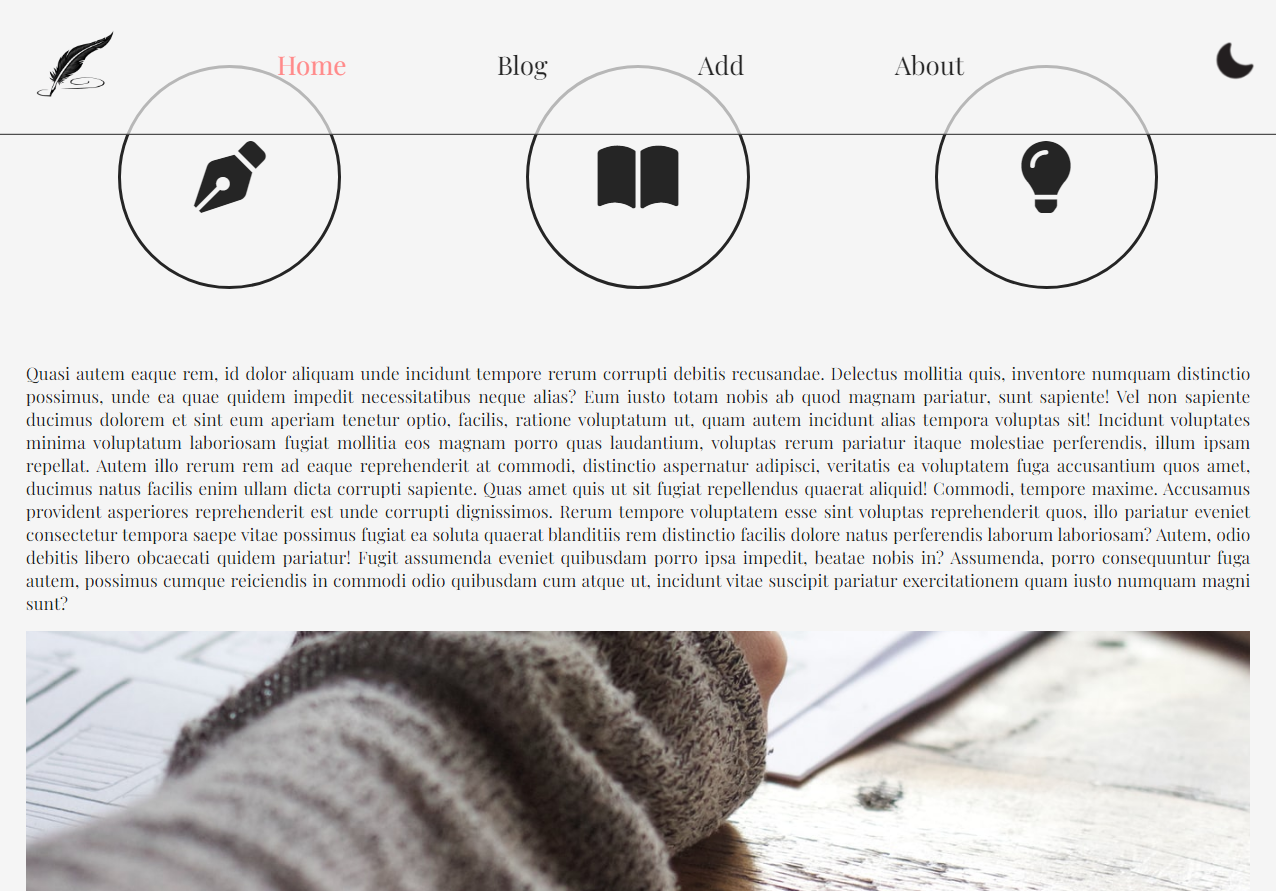 Home Blog Add About
Quasi autem eaque rem, id dolor aliquam unde incidunt tempore rerum corrupti debitis recusandae. Delectus mollitia quis, inventore numquam distinctio
possimus, unde ea quae quidem impedit necessitatibus neque alias? Eum iusto totam nobis ab quod magnam pariatur, sunt sapiente! Vel non sapiente
ducimus dolorem et sint eum aperiam tenetur optio, facilis, ratione voluptatum ut, quam autem incidunt alias tempora voluptas sit! Incidunt voluptates
minima voluptatum laboriosam fugiat mollitia eos magnam porro quas laudantium, voluptas rerum pariatur itaque molestiae perferendis, illum ipsam
repellat. Autem illo rerum rem ad eaque reprehenderit at commodi, distinctio aspernatur adipisci, veritatis ea voluptatem fuga accusantium quos amet,
ducimus natus facilis enim ullam dicta corrupti sapiente. Quas amet quis ut sit fugiat repellendus quaerat aliquid! Commodi, tempore maxime. Accusamus
provident asperiores reprehenderit est unde corrupti dignissimos. Rerum tempore voluptatem esse sint voluptas reprehenderit quos, illo pariatur eveniet
consectetur tempora saepe vitae possimus fugiat ea soluta quaerat blanditiis rem distinctio facilis dolore natus perferendis laborum laboriosam? Autem, odio
debitis libero obcaecati quidem pariatur! Fugit assumenda eveniet quibusdam porro ipsa impedit, beatae nobis in? Assumenda, porro consequuntur fuga
autem, possimus cumque reiciendis in commodi odio quibusdam cum atque ut, incidunt vitae suscipit pariatur exercitationem quam iusto numquam magni
sunt?